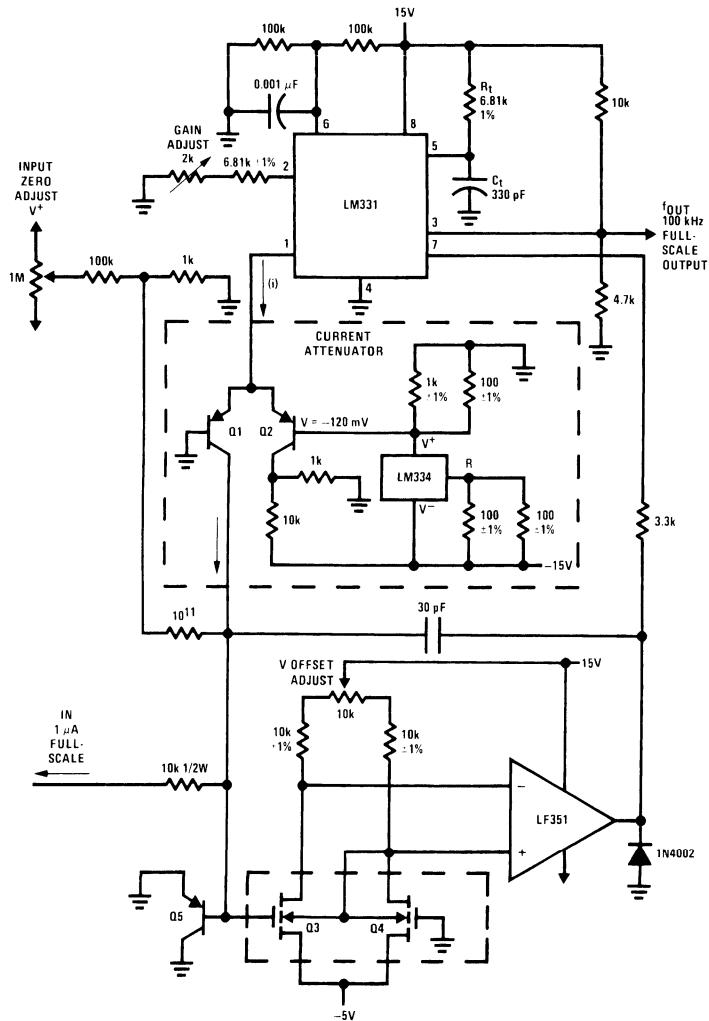 15V
100k
100k
0.001 µF
6
8
Rt
6.81k
1%
10k
GAIN
ADJUST
2k
6.81k ±1%
2
5
LM331
Ct
330 pF
INPUT
ZERO
ADJUST
V+
3
fOUT
100 kHz
FULL-
SCALE
OUTPUT
1
7
1M
100k
1k
(i)
4
4.7k
CURRENT
ATTENUATOR
1k
±1%
100
±1%
Q1
Q2
V = −120 mV
V+
1k
LM334
R
10k
V−
100
±1%
100
±1%
3.3k
−15V
10^11
30 pF
V OFFSET
ADJUST
15V
10k
IN
1 µA
FULL-
SCALE
10k
±1%
10k
±1%
10k 1/2W
−
LF351
+
1N4002
Q5
Q3
Q4
−5V